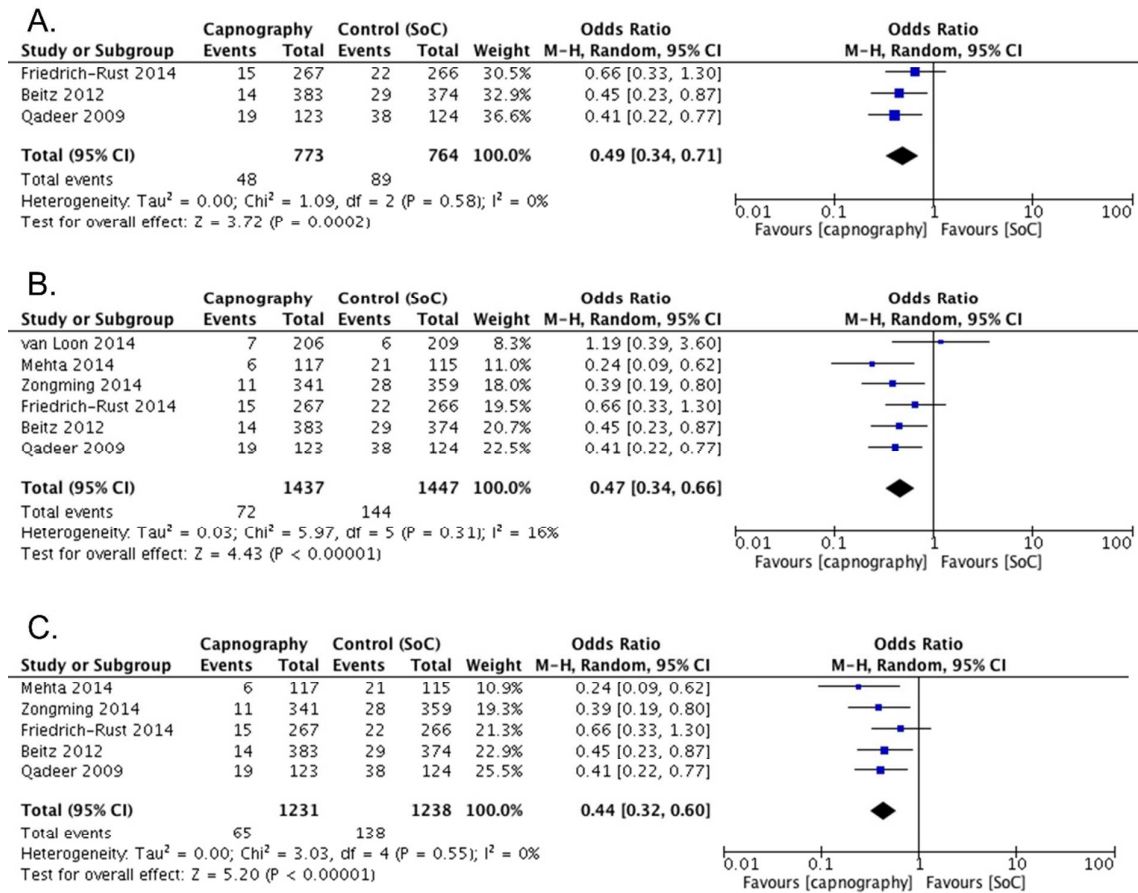 A.
Capnography Control (SoC) Odds Ratio Odds Ratio
Study or Subgroup Events Total Events Total Weight M-H, Random, 95% CI M-H, Random, 95% CI
Friedrich-Rust 2014 15 267 22 266 30.5% 0.66 [0.33, 1.30]
Beitz 2012 14 383 29 374 32.9% 0.45 [0.23, 0.87]
Qadeer 2009 19 123 38 124 36.6% 0.41 [0.22, 0.77]
Total (95% CI) 773 764 100.0% 0.49 [0.34, 0.71]
Total events 48 89
Heterogeneity: Tau² = 0.00; Chi² = 1.09, df = 2 (P = 0.58); I² = 0%
Test for overall effect: Z = 3.72 (P = 0.0002)
0.01 0.1 1 10 100
Favours [capnography] Favours [SoC]
B.
Capnography Control (SoC) Odds Ratio Odds Ratio
Study or Subgroup Events Total Events Total Weight M-H, Random, 95% CI M-H, Random, 95% CI
van Loon 2014 7 206 6 209 8.3% 1.19 [0.39, 3.60]
Mehta 2014 6 117 21 115 11.0% 0.24 [0.09, 0.62]
Zongming 2014 11 341 28 359 18.0% 0.39 [0.19, 0.80]
Friedrich-Rust 2014 15 267 22 266 19.5% 0.66 [0.33, 1.30]
Beitz 2012 14 383 29 374 20.7% 0.45 [0.23, 0.87]
Qadeer 2009 19 123 38 124 22.5% 0.41 [0.22, 0.77]
Total (95% CI) 1437 1447 100.0% 0.47 [0.34, 0.66]
Total events 72 144
Heterogeneity: Tau² = 0.03; Chi² = 5.97, df = 5 (P = 0.31); I² = 16%
Test for overall effect: Z = 4.43 (P < 0.00001)
0.01 0.1 1 10 100
Favours [capnography] Favours [SoC]
C.
Capnography Control (SoC) Odds Ratio Odds Ratio
Study or Subgroup Events Total Events Total Weight M-H, Random, 95% CI M-H, Random, 95% CI
Mehta 2014 6 117 21 115 10.9% 0.24 [0.09, 0.62]
Zongming 2014 11 341 28 359 19.3% 0.39 [0.19, 0.80]
Friedrich-Rust 2014 15 267 22 266 21.3% 0.66 [0.33, 1.30]
Beitz 2012 14 383 29 374 22.9% 0.45 [0.23, 0.87]
Qadeer 2009 19 123 38 124 25.5% 0.41 [0.22, 0.77]
Total (95% CI) 1231 1238 100.0% 0.44 [0.32, 0.60]
Total events 65 138
Heterogeneity: Tau² = 0.00; Chi² = 3.03, df = 4 (P = 0.55); I² = 0%
Test for overall effect: Z = 5.20 (P < 0.00001)
0.01 0.1 1 10 100
Favours [capnography] Favours [SoC]